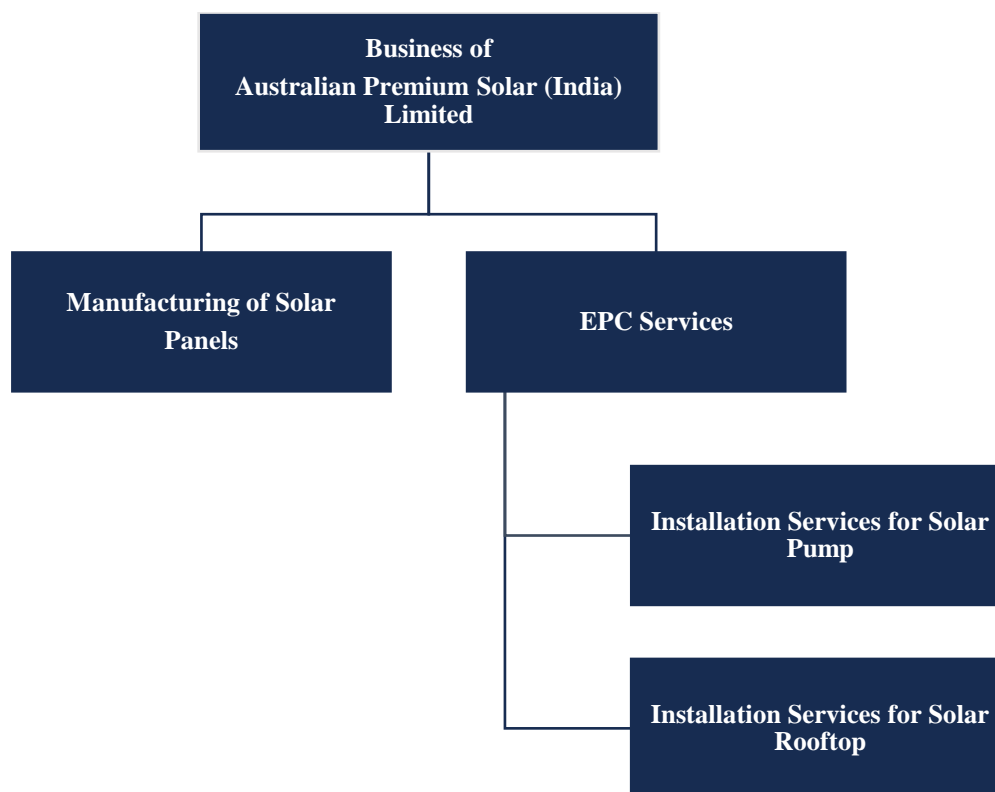 Business of
Australian Premium Solar (India)
Limited
Manufacturing of Solar
Panels
EPC Services
Installation Services for Solar
Pump
Installation Services for Solar
Rooftop